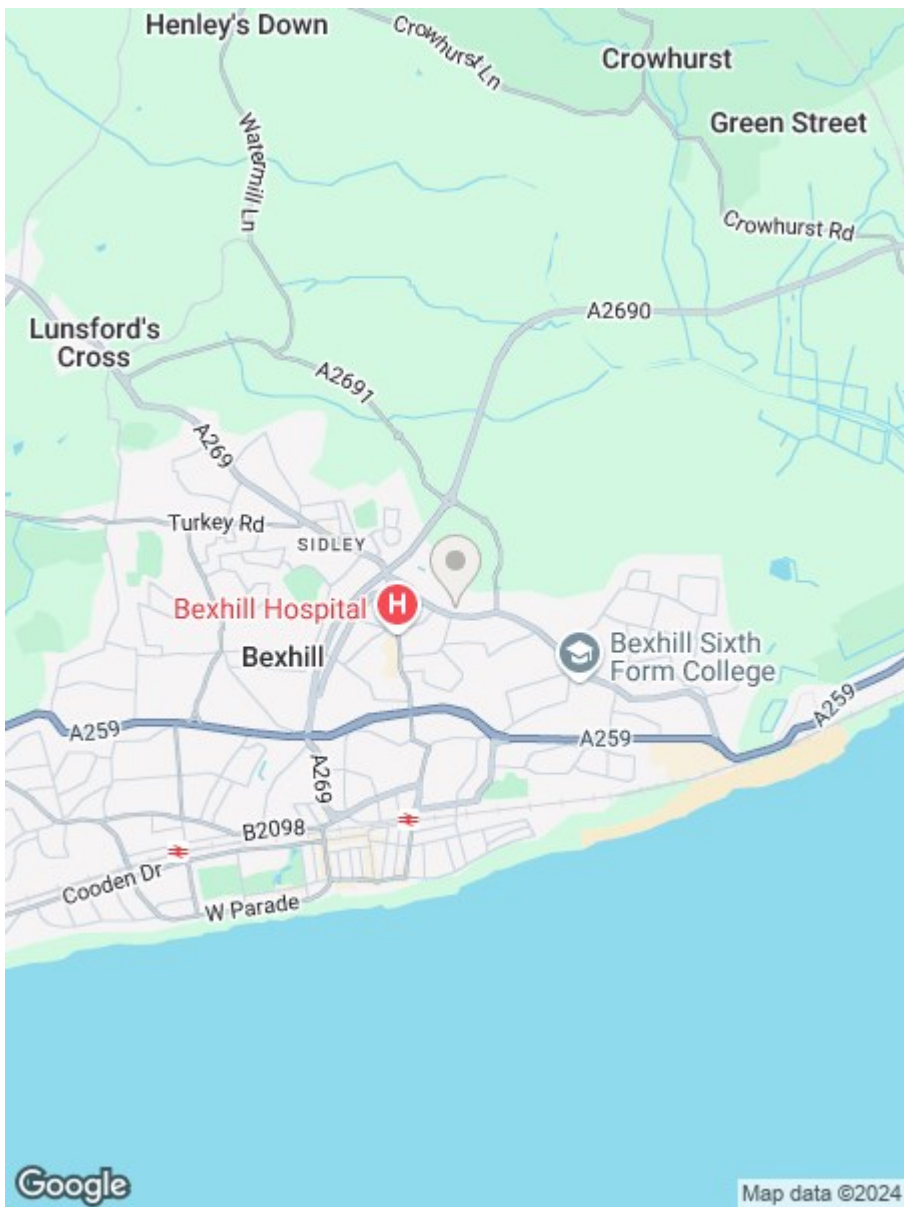 Henley's Down
Crowhurst Ln
Crowhurst
Green Street
Watermill Ln
Crowhurst Rd
A2690
Lunsford's
Cross
A2691
A269
Turkey Rd
SIDLEY
Bexhill Hospital
H
Bexhill
Bexhill Sixth
Form College
A259
A259
A259
A269
B2098
Cooden Dr
W Parade
Google
Map data ©2024